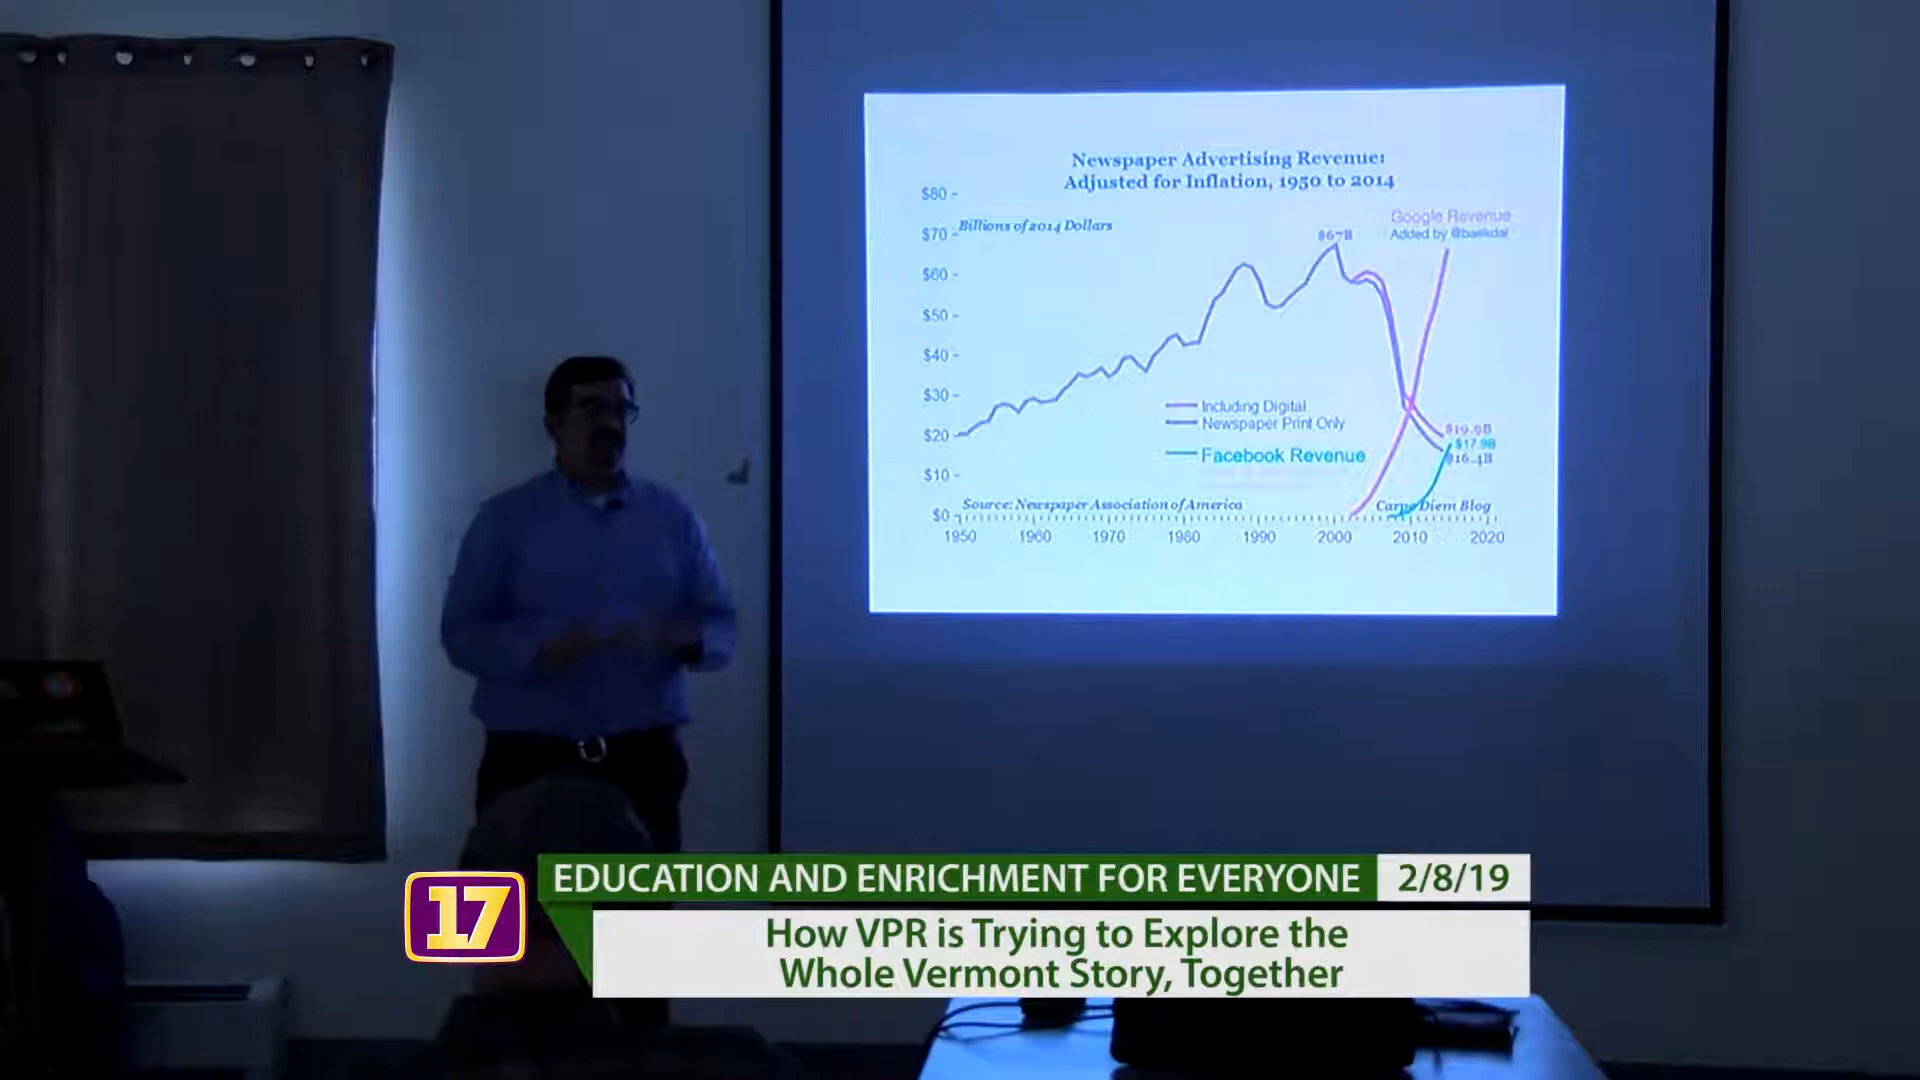 Newspaper Advertising Revenue:
Adjusted for Inflation, 1950 to 2014
$80
Billions of 2014 Dollars
$70
$60
$50
$40
$30
$20
$10
$0
$67B
Google Revenue
Added by @baekdal
Including Digital
Newspaper Print Only
Facebook Revenue
$19.9B
$17.9B
$16.4B
Source: Newspaper Association of America
Carpe Diem Blog
1950 1960 1970 1980 1990 2000 2010 2020
17
EDUCATION AND ENRICHMENT FOR EVERYONE 2/8/19
How VPR is Trying to Explore the
Whole Vermont Story, Together